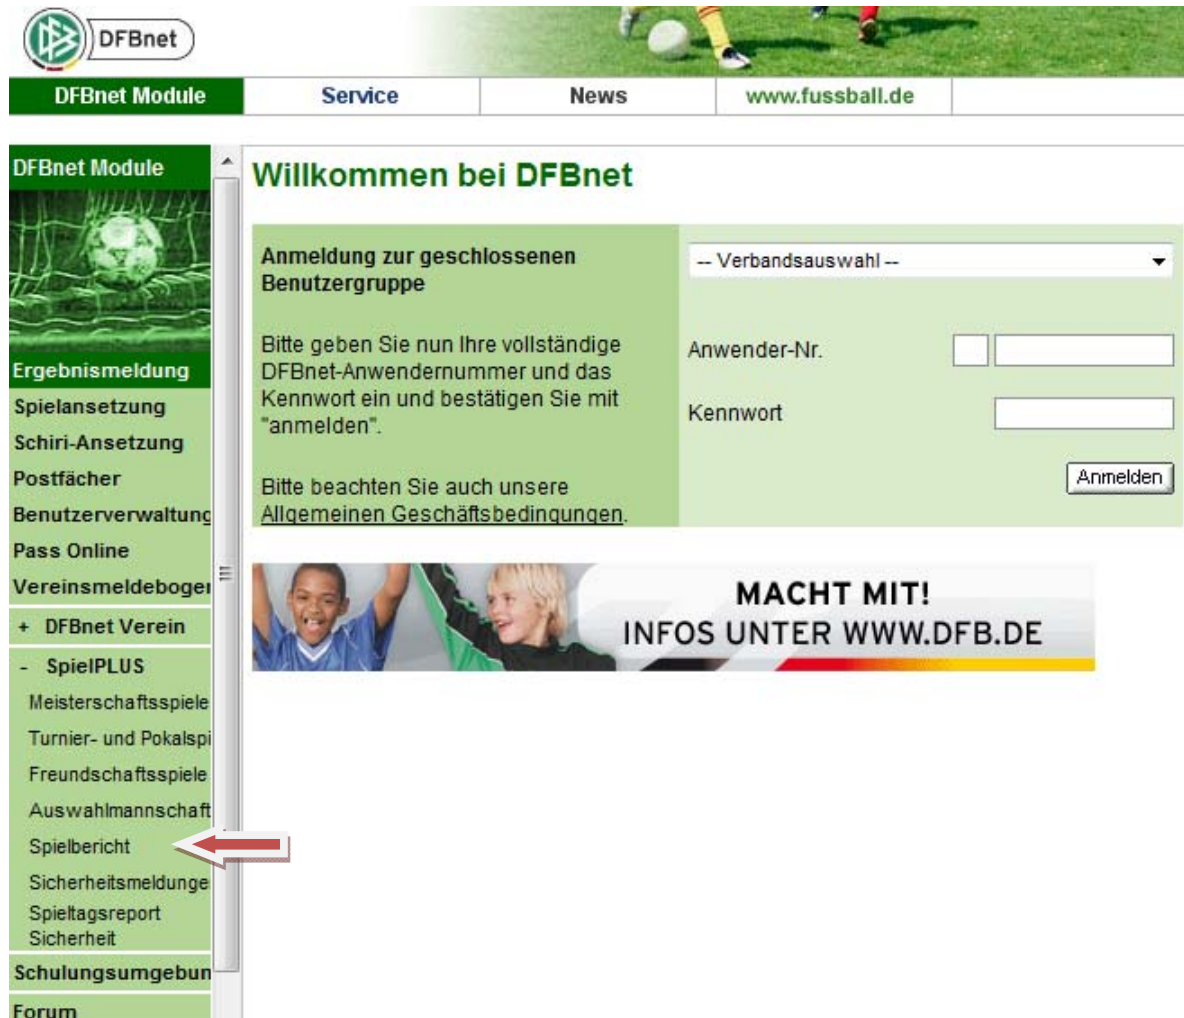 DFBnet
DFBnet Module
Service
News
www.fussball.de
DFBnet Module
Ergebnismeldung
Spielansetzung
Schiri-Ansetzung
Postfächer
Benutzerverwaltung
Pass Online
Vereinsmeldebogen
+ DFBnet Verein
- SpielPLUS
Meisterschaftsspiele
Turnier- und Pokalspi
Freundschaftsspiele
Auswahlmannschaft
Spielbericht
Sicherheitsmeldunge
Spieltagsreport
Sicherheit
Schulungsumgebun
Forum
Willkommen bei DFBnet
Anmeldung zur geschlossenen
Benutzergruppe
Bitte geben Sie nun Ihre vollständige
DFBnet-Anwendernummer und das
Kennwort ein und bestätigen Sie mit
"anmelden".
Bitte beachten Sie auch unsere
Allgemeinen Geschäftsbedingungen.
-- Verbandsauswahl --
Anwender-Nr.
Kennwort
Anmelden
MACHT MIT!
INFOS UNTER WWW.DFB.DE